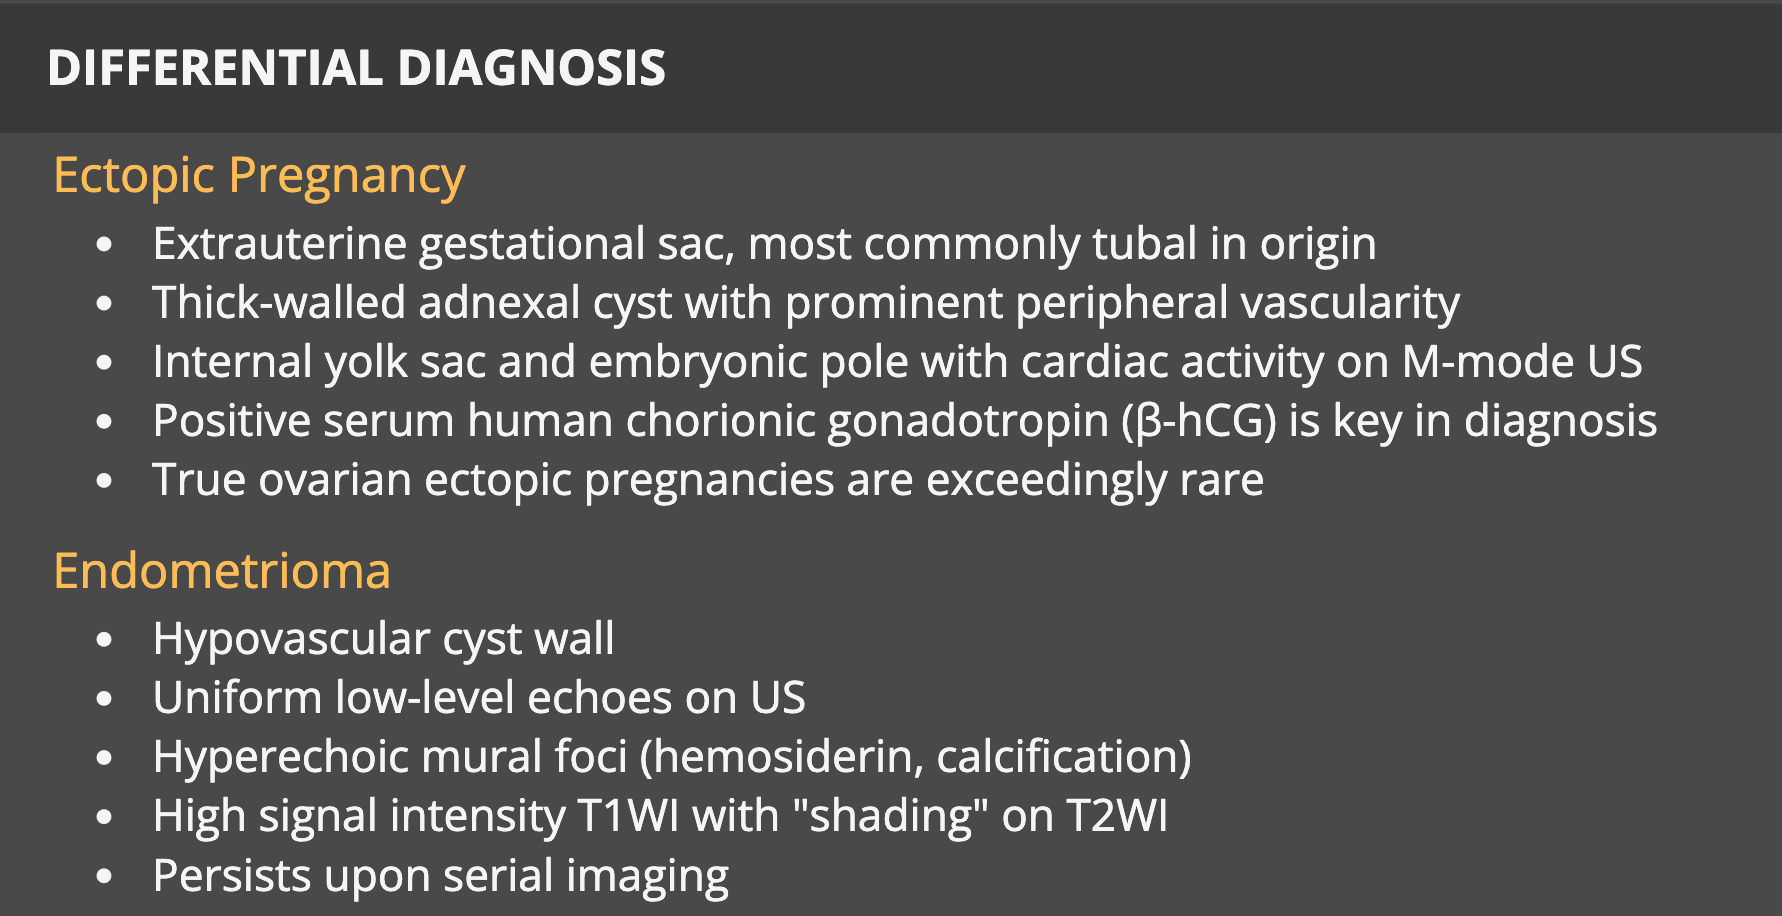 DIFFERENTIAL DIAGNOSIS
Ectopic Pregnancy
• Extrauterine gestational sac, most commonly tubal in origin
• Thick-walled adnexal cyst with prominent peripheral vascularity
• Internal yolk sac and embryonic pole with cardiac activity on M-mode US
• Positive serum human chorionic gonadotropin (β-hCG) is key in diagnosis
• True ovarian ectopic pregnancies are exceedingly rare
Endometrioma
• Hypovascular cyst wall
• Uniform low-level echoes on US
• Hyperechoic mural foci (hemosiderin, calcification)
• High signal intensity T1WI with "shading" on T2WI
• Persists upon serial imaging